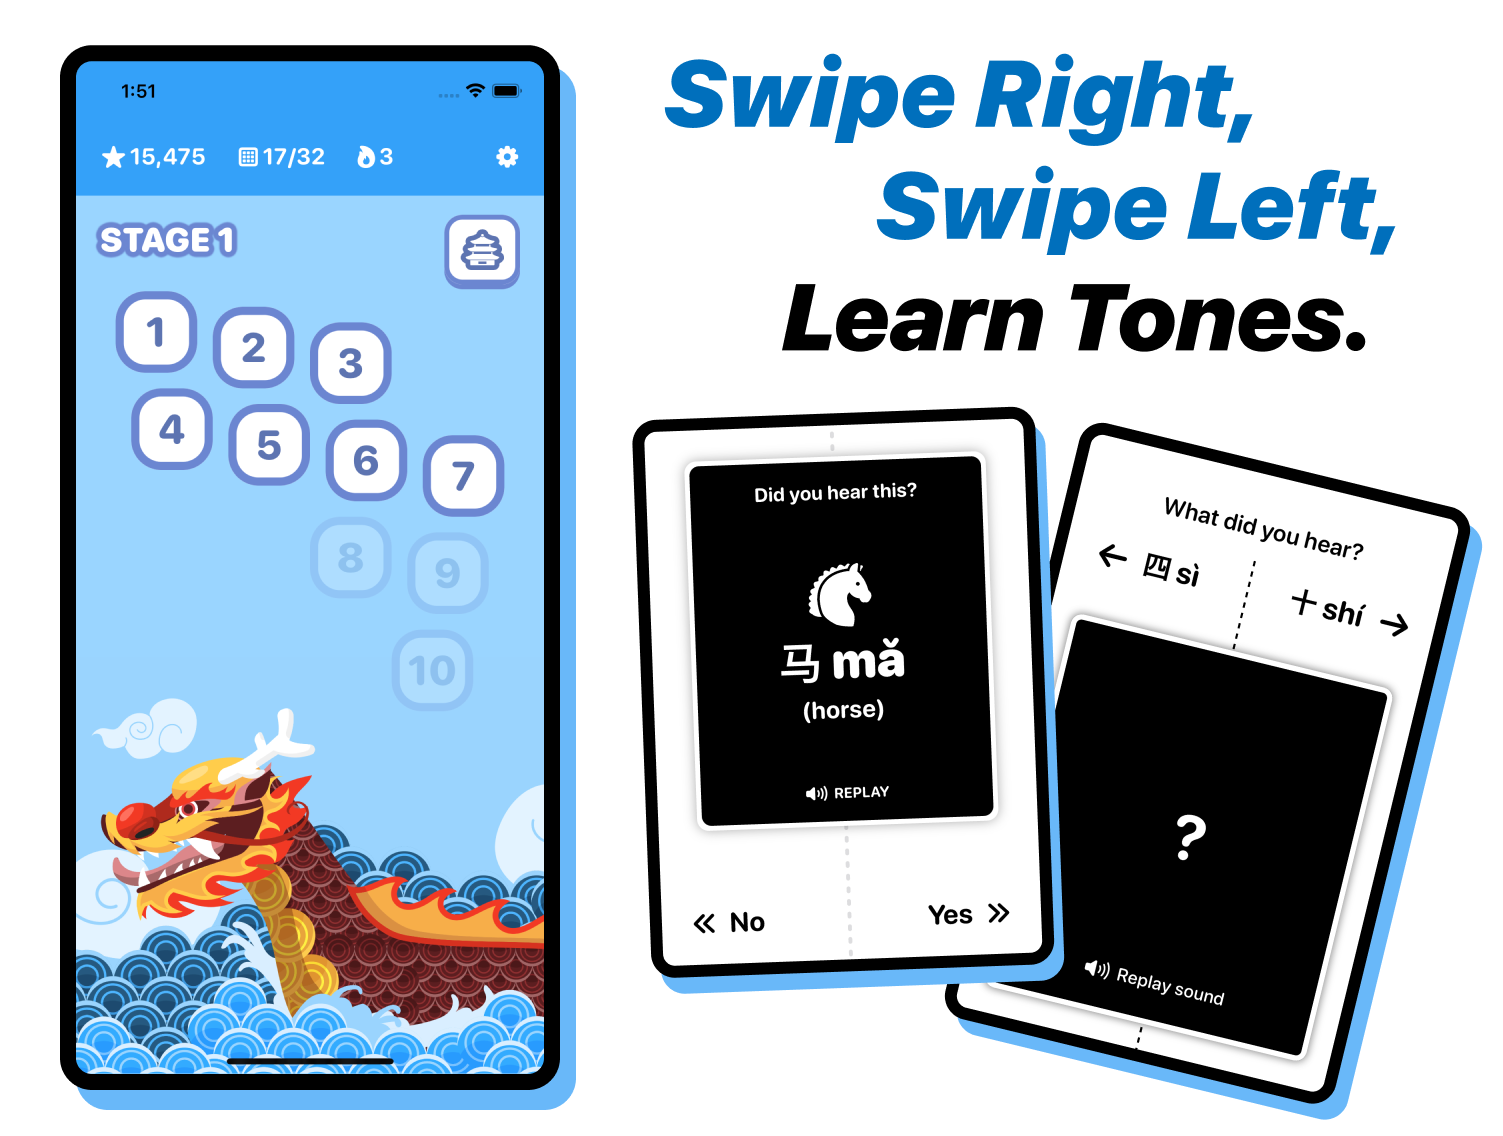 1:51
15,475 17/32 3
STAGE 1
1 2 3
4 5 6 7
8 9
10
Swipe Right,
Swipe Left,
Learn Tones.
Did you hear this?
马 mǎ
(horse)
REPLAY
No Yes
What did you hear?
四 sì 十 shí
?
Replay sound